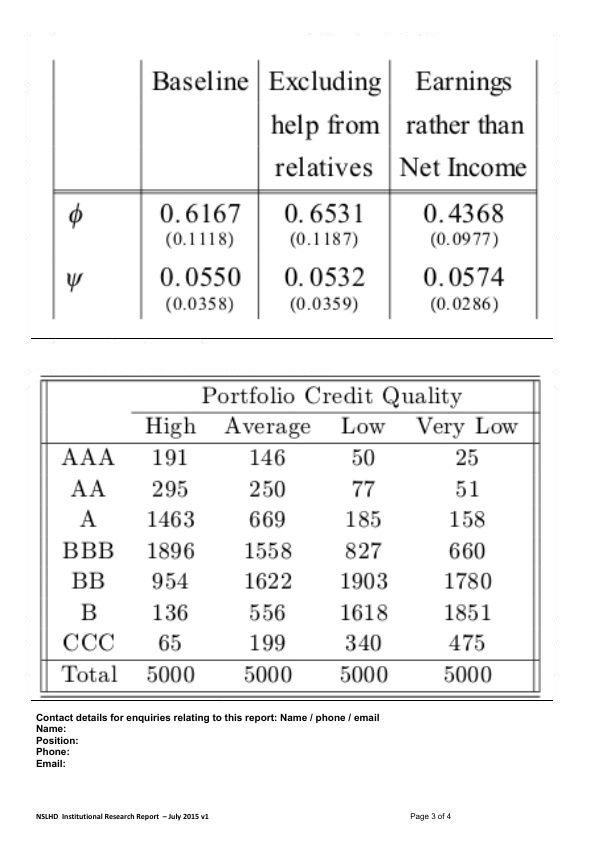 Baseline Excluding Earnings
help from rather than
relatives Net Income
ϕ 0.6167 0.6531 0.4368
(0.1118) (0.1187) (0.0977)
ψ 0.0550 0.0532 0.0574
(0.0358) (0.0359) (0.0286)
Portfolio Credit Quality
High Average Low Very Low
AAA 191 146 50 25
AA 295 250 77 51
A 1463 669 185 158
BBB 1896 1558 827 660
BB 954 1622 1903 1780
B 136 556 1618 1851
CCC 65 199 340 475
Total 5000 5000 5000 5000
Contact details for enquiries relating to this report: Name / phone / email
Name:
Position:
Phone:
Email:
NSLHD Institutional Research Report – July 2015 v1 Page 3 of 4